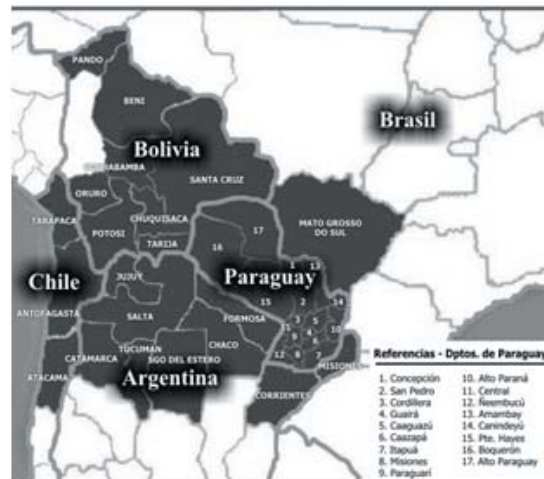 PANDO
BENI
Bolivia
Brasil
SANTA CRUZ
ORURO
TARAPACA
CHUQUISACA
POTOSI
TARIJA
MATO GROSSO
DO SUL
17
16
Chile
JUJUY
Paraguay
1
13
ANTOFAGASTA
SALTA
FORMOSA
15
2
14
3
5
11
4
10
9
6
12
8
7
CHACO
TUCUMAN
CATAMARCA
SGO DEL ESTERO
MISIONES
Argentina
ATACAMA
CORRIENTES
Referencias - Dptos. de Paraguay
1. Concepción
2. San Pedro
3. Cordillera
4. Guairá
5. Caaguazú
6. Caazapá
7. Itapuá
8. Misiones
9. Paraguarí
10. Alto Paraná
11. Central
12. Ñeembucú
13. Amambay
14. Canindeyú
15. Pte. Hayes
16. Boquerón
17. Alto Paraguay